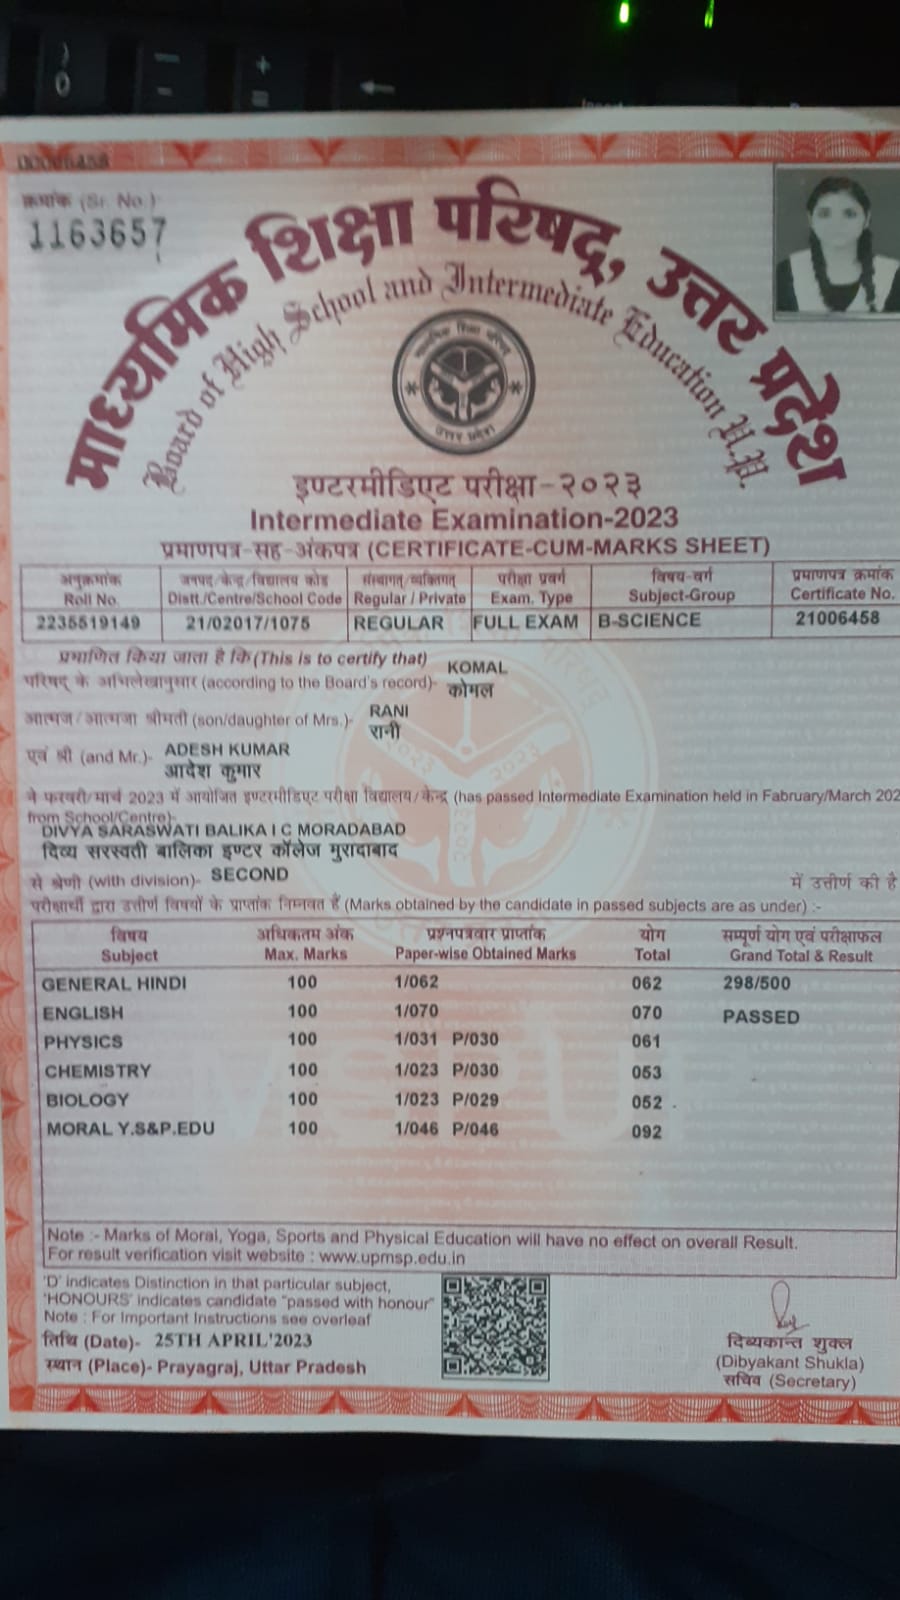 00006458
क्रमांक (Sr. No.)
1163657
माध्यमिक शिक्षा परिषद्, उत्तर प्रदेश
Board of High School and Intermediate Education U.P.
माध्यमिक शिक्षा परिषद्
उत्तर प्रदेश
इण्टरमीडिएट परीक्षा-२०२३
Intermediate Examination-2023
प्रमाणपत्र-सह-अंकपत्र (CERTIFICATE-CUM-MARKS SHEET)
अनुक्रमांक जनपद/केन्द्र/विद्यालय कोड संस्थागत/व्यक्तिगत परीक्षा प्रवर्ग विषय-वर्ग प्रमाणपत्र क्रमांक
Roll No. Distt./Centre/School Code Regular / Private Exam. Type Subject-Group Certificate No.
2235519149 21/02017/1075 REGULAR FULL EXAM B-SCIENCE 21006458
प्रमाणित किया जाता है कि (This is to certify that) KOMAL
परिषद् के अभिलेखानुसार (according to the Board's record)- कोमल
आत्मज/आत्मजा श्रीमती (son/daughter of Mrs.)- RANI
रानी
एवं श्री (and Mr.)- ADESH KUMAR
आदेश कुमार
ने फरवरी/मार्च 2023 में आयोजित इण्टरमीडिएट परीक्षा विद्यालय/केन्द्र (has passed Intermediate Examination held in Fabruary/March 202
from School/Centre)-
DIVYA SARASWATI BALIKA I C MORADABAD
दिव्य सरस्वती बालिका इण्टर कॉलेज मुरादाबाद
से श्रेणी (with division)- SECOND में उत्तीर्ण की है
परीक्षार्थी द्वारा उत्तीर्ण विषयों के प्राप्तांक निम्नवत हैं (Marks obtained by the candidate in passed subjects are as under) :-
विषय अधिकतम अंक प्रश्नपत्रवार प्राप्तांक योग सम्पूर्ण योग एवं परीक्षाफल
Subject Max. Marks Paper-wise Obtained Marks Total Grand Total & Result
GENERAL HINDI 100 1/062 062 298/500
ENGLISH 100 1/070 070 PASSED
PHYSICS 100 1/031 P/030 061
CHEMISTRY 100 1/023 P/030 053
BIOLOGY 100 1/023 P/029 052
MORAL Y.S&P.EDU 100 1/046 P/046 092
Note :- Marks of Moral, Yoga, Sports and Physical Education will have no effect on overall Result.
For result verification visit website : www.upmsp.edu.in
'D' indicates Distinction in that particular subject,
'HONOURS' indicates candidate "passed with honour"
Note : For Important Instructions see overleaf
तिथि (Date)- 25TH APRIL'2023
स्थान (Place)- Prayagraj, Uttar Pradesh
दिब्यकान्त शुक्ल
(Dibyakant Shukla)
सचिव (Secretary)